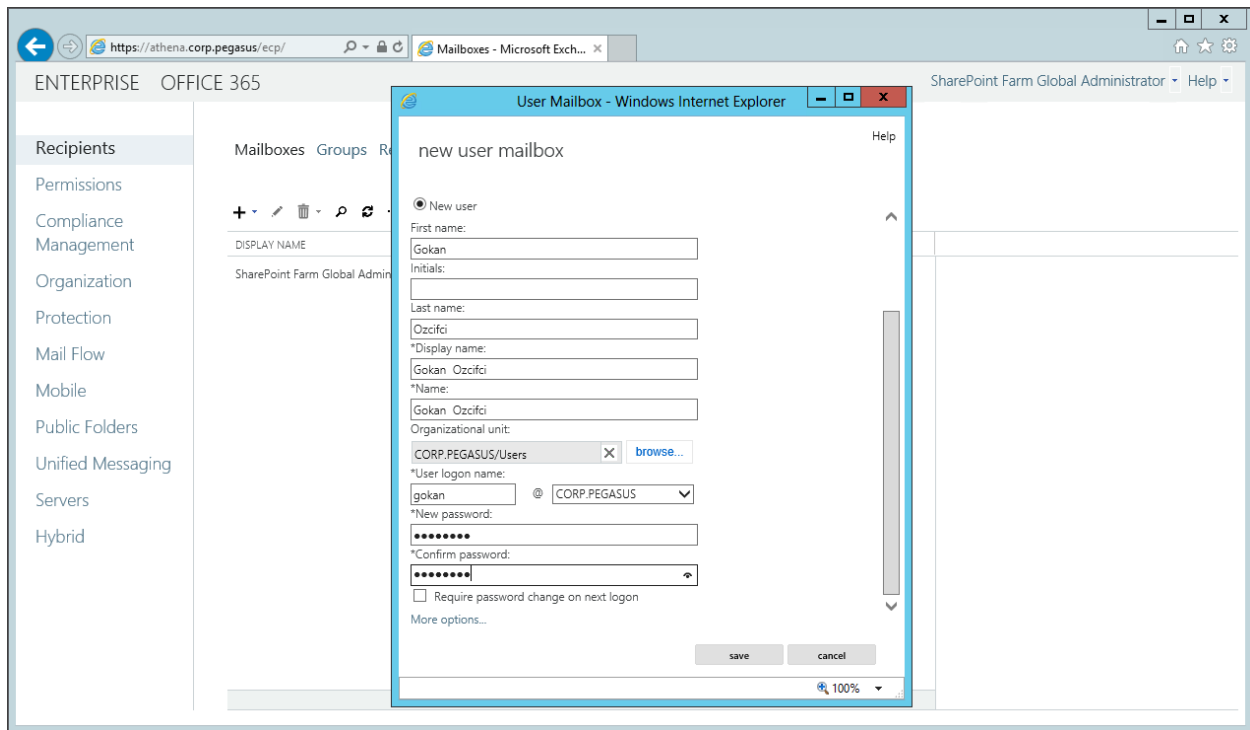 https://athena.corp.pegasus/ecp/
Mailboxes - Microsoft Exch...
ENTERPRISE OFFICE 365
SharePoint Farm Global Administrator Help
User Mailbox - Windows Internet Explorer
Help
Recipients
Permissions
Compliance
Management
Organization
Protection
Mail Flow
Mobile
Public Folders
Unified Messaging
Servers
Hybrid
Mailboxes Groups
DISPLAY NAME
SharePoint Farm Global Admin
new user mailbox
New user
First name:
Gokan
Initials:
Last name:
Ozcifci
*Display name:
Gokan Ozcifci
*Name:
Gokan Ozcifci
Organizational unit:
CORP.PEGASUS/Users browse...
*User logon name:
gokan @ CORP.PEGASUS
*New password:
*Confirm password:
Require password change on next logon
More options...
save cancel
100%